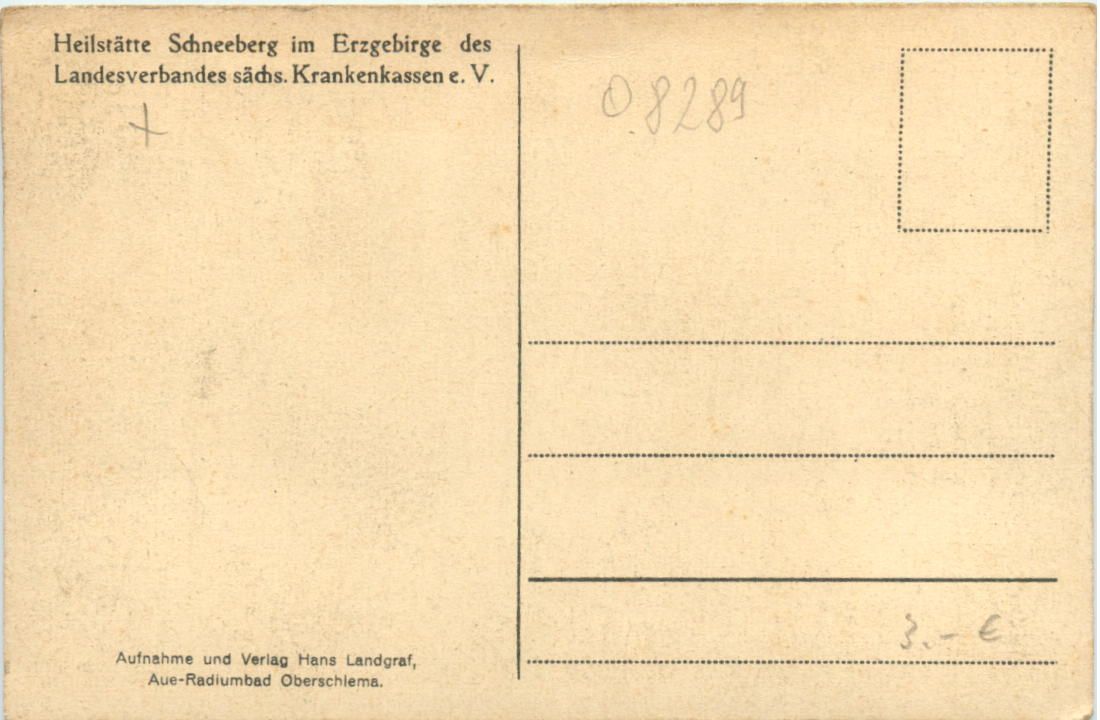 Heilstätte Schneeberg im Erzgebirge des
Landesverbandes sächs. Krankenkassen e. V.
O 8289
3.- €
Aufnahme und Verlag Hans Landgraf,
Aue-Radiumbad Oberschlema.